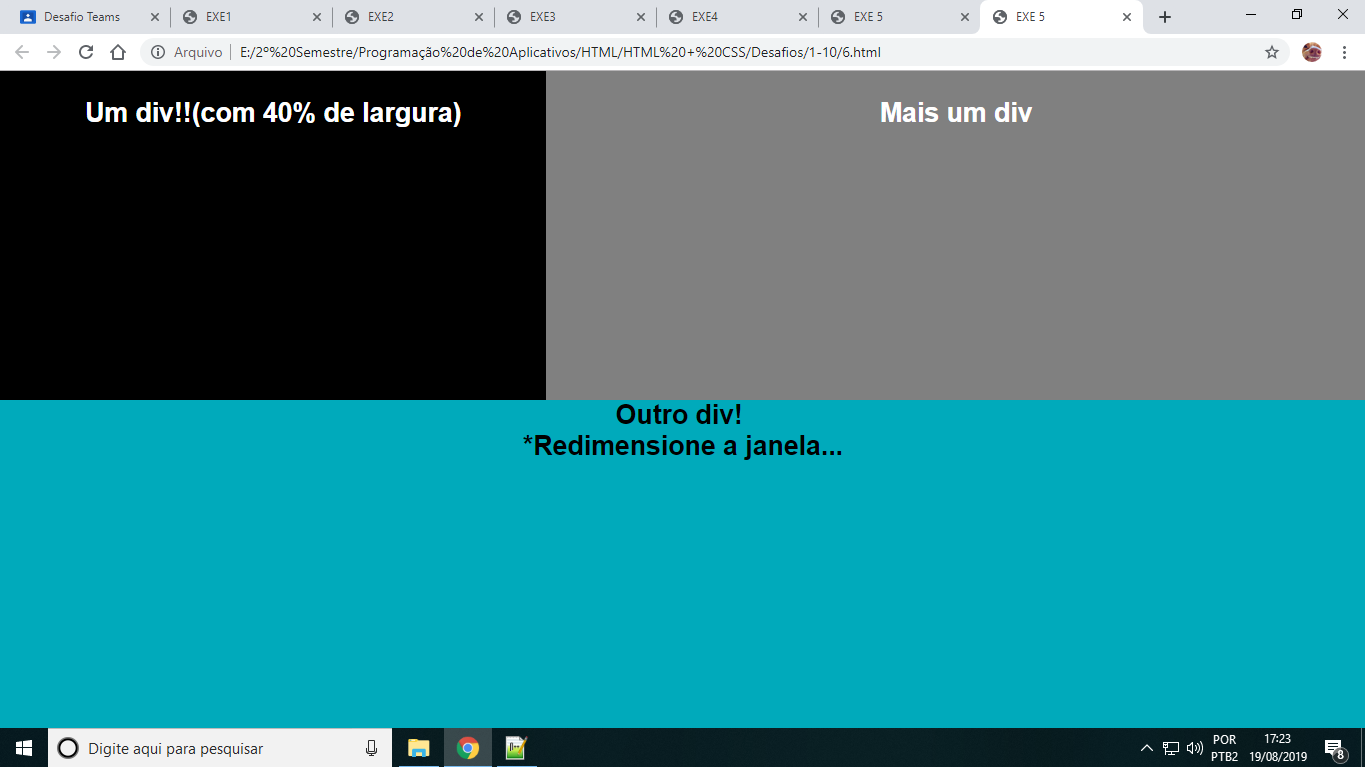 Desafio Teams
EXE1
EXE2
EXE3
EXE4
EXE 5
EXE 5
Arquivo
E:/2º%20Semestre/Programação%20de%20Aplicativos/HTML/HTML%20+%20CSS/Desafios/1-10/6.html
Um div!!(com 40% de largura)
Mais um div
Outro div!
*Redimensione a janela...
Digite aqui para pesquisar
POR
PTB2
17:23
19/08/2019
8